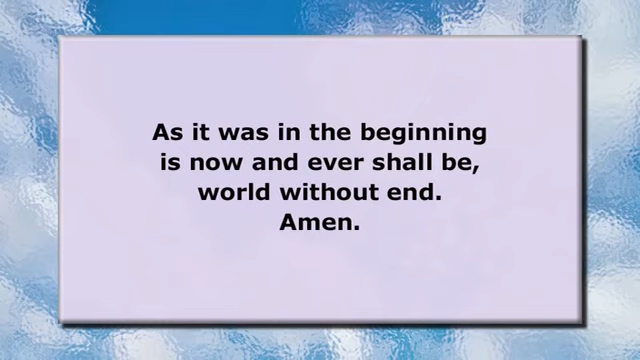 As it was in the beginning
is now and ever shall be,
world without end.
Amen.